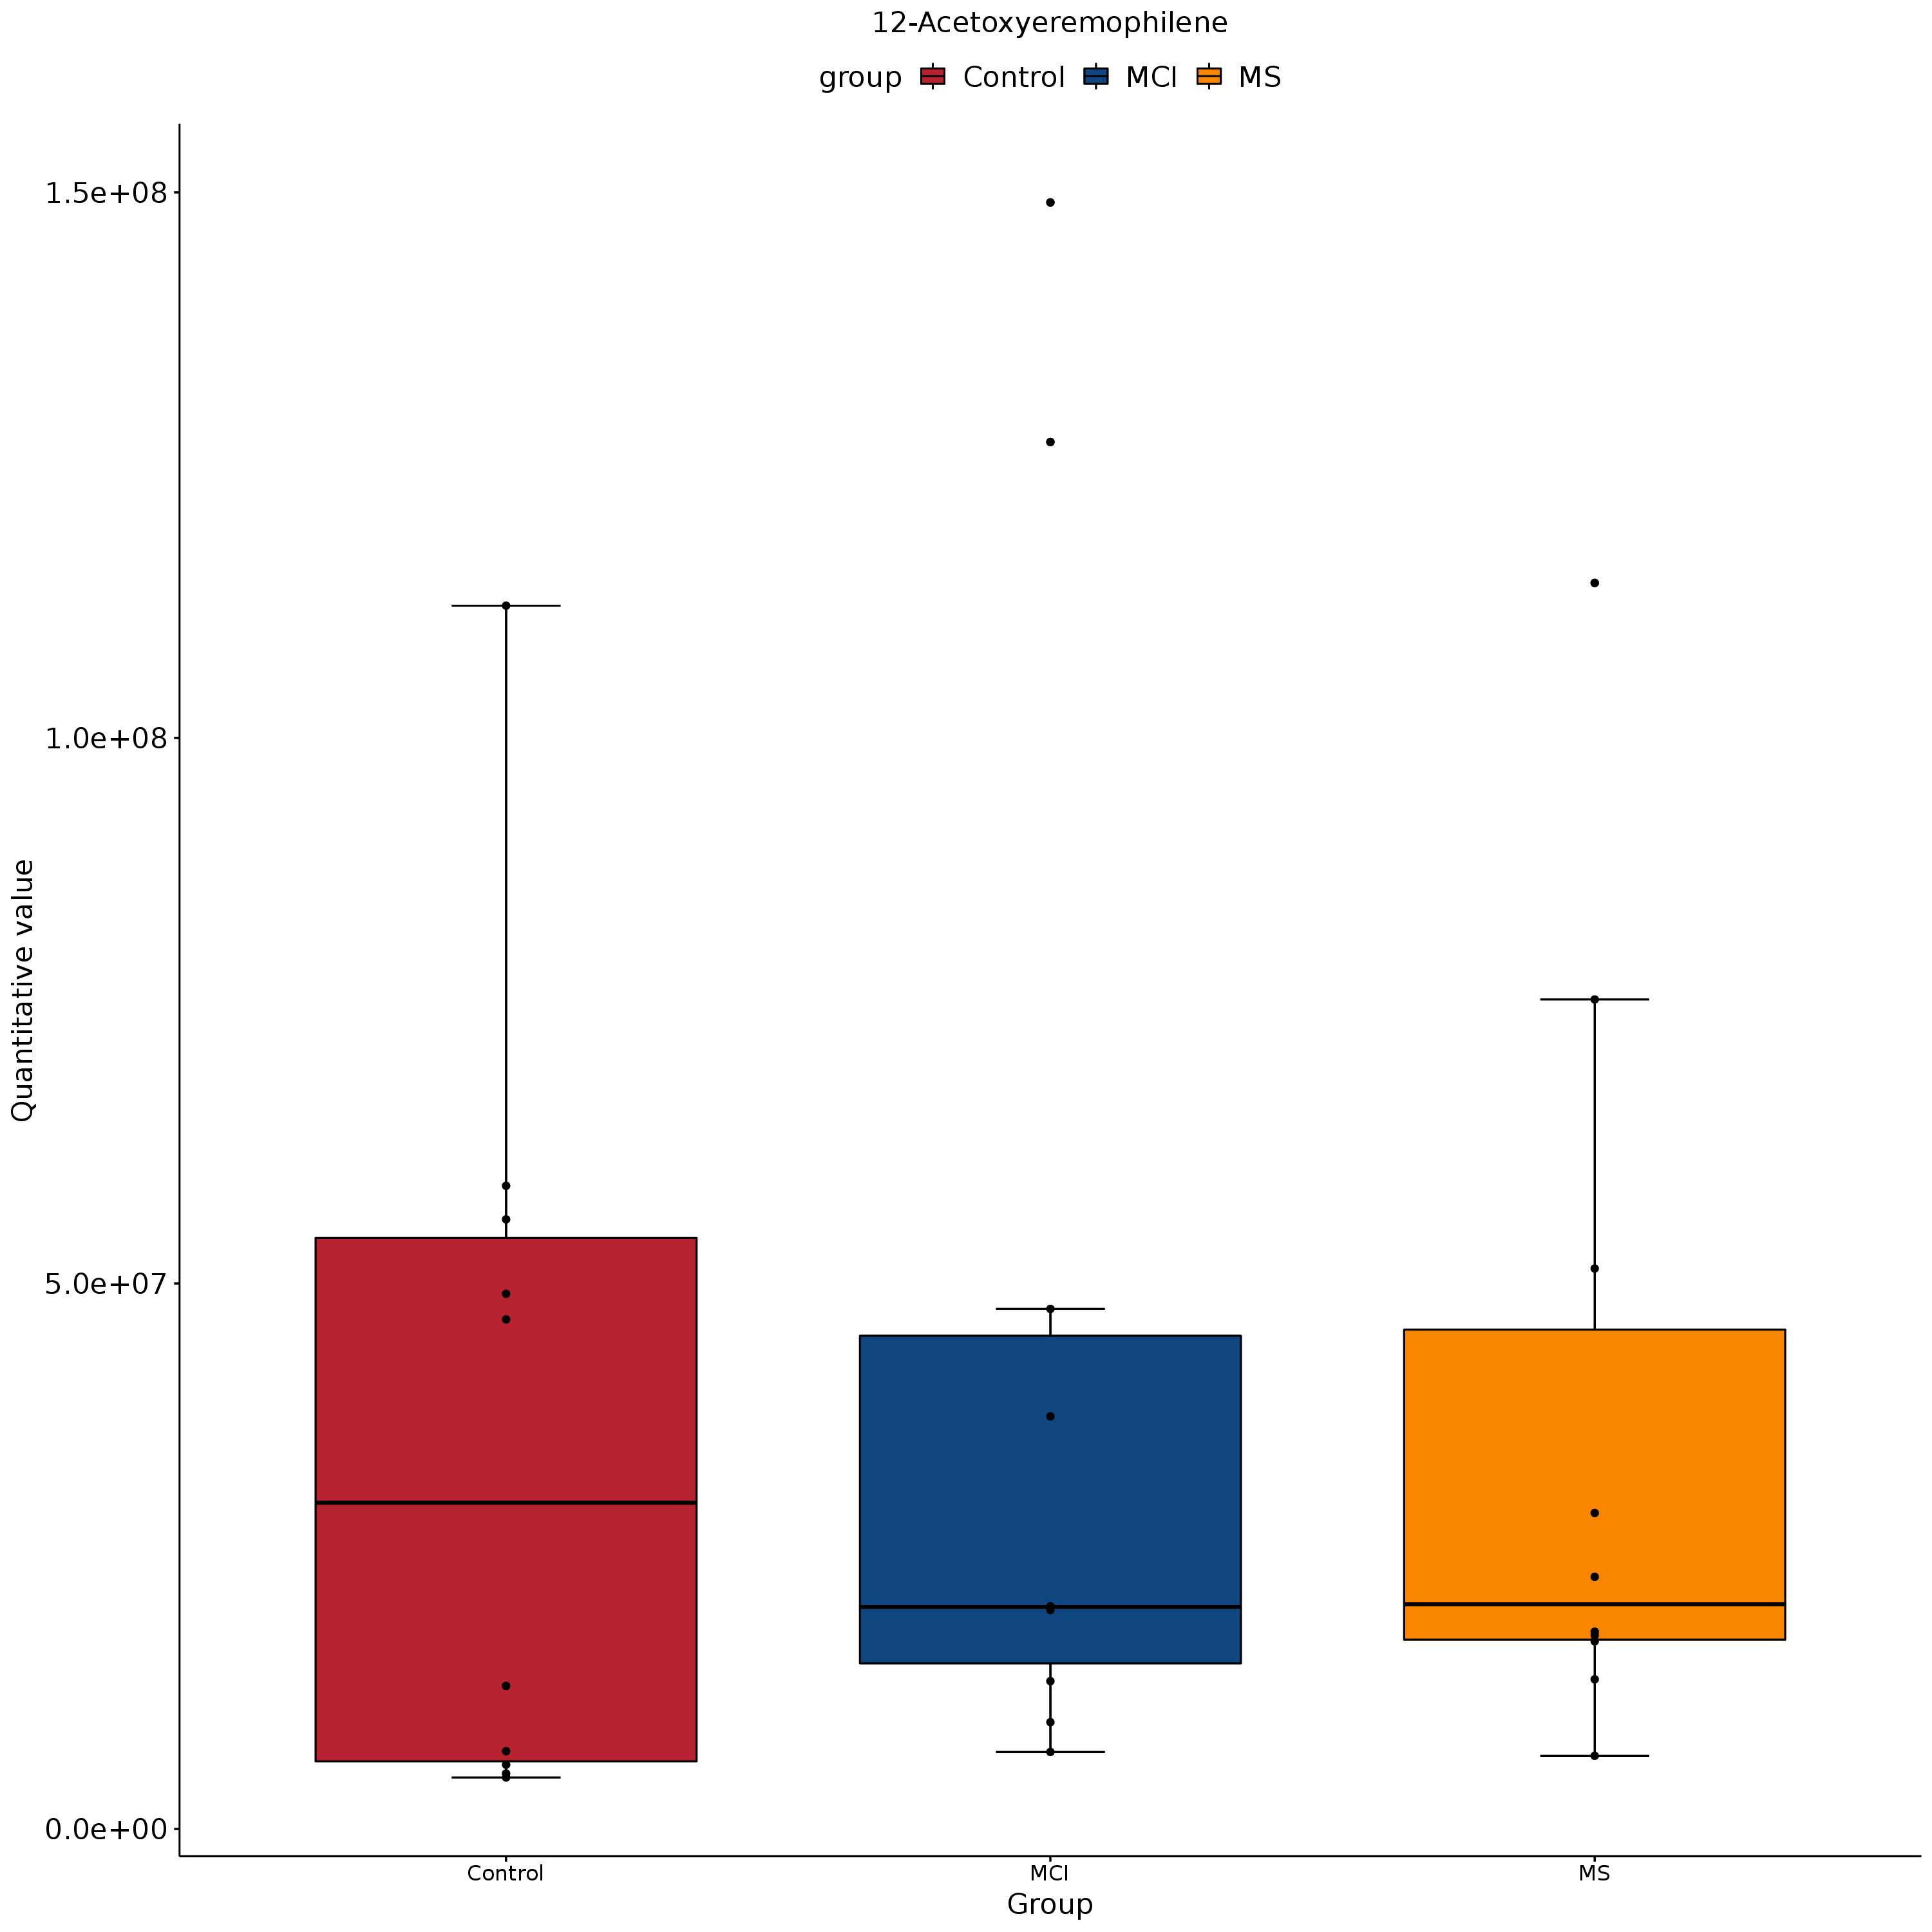 12-Acetoxyeremophilene
group Control MCI MS
1.5e+08
1.0e+08
5.0e+07
0.0e+00
Quantitative value
Control MCI MS
Group